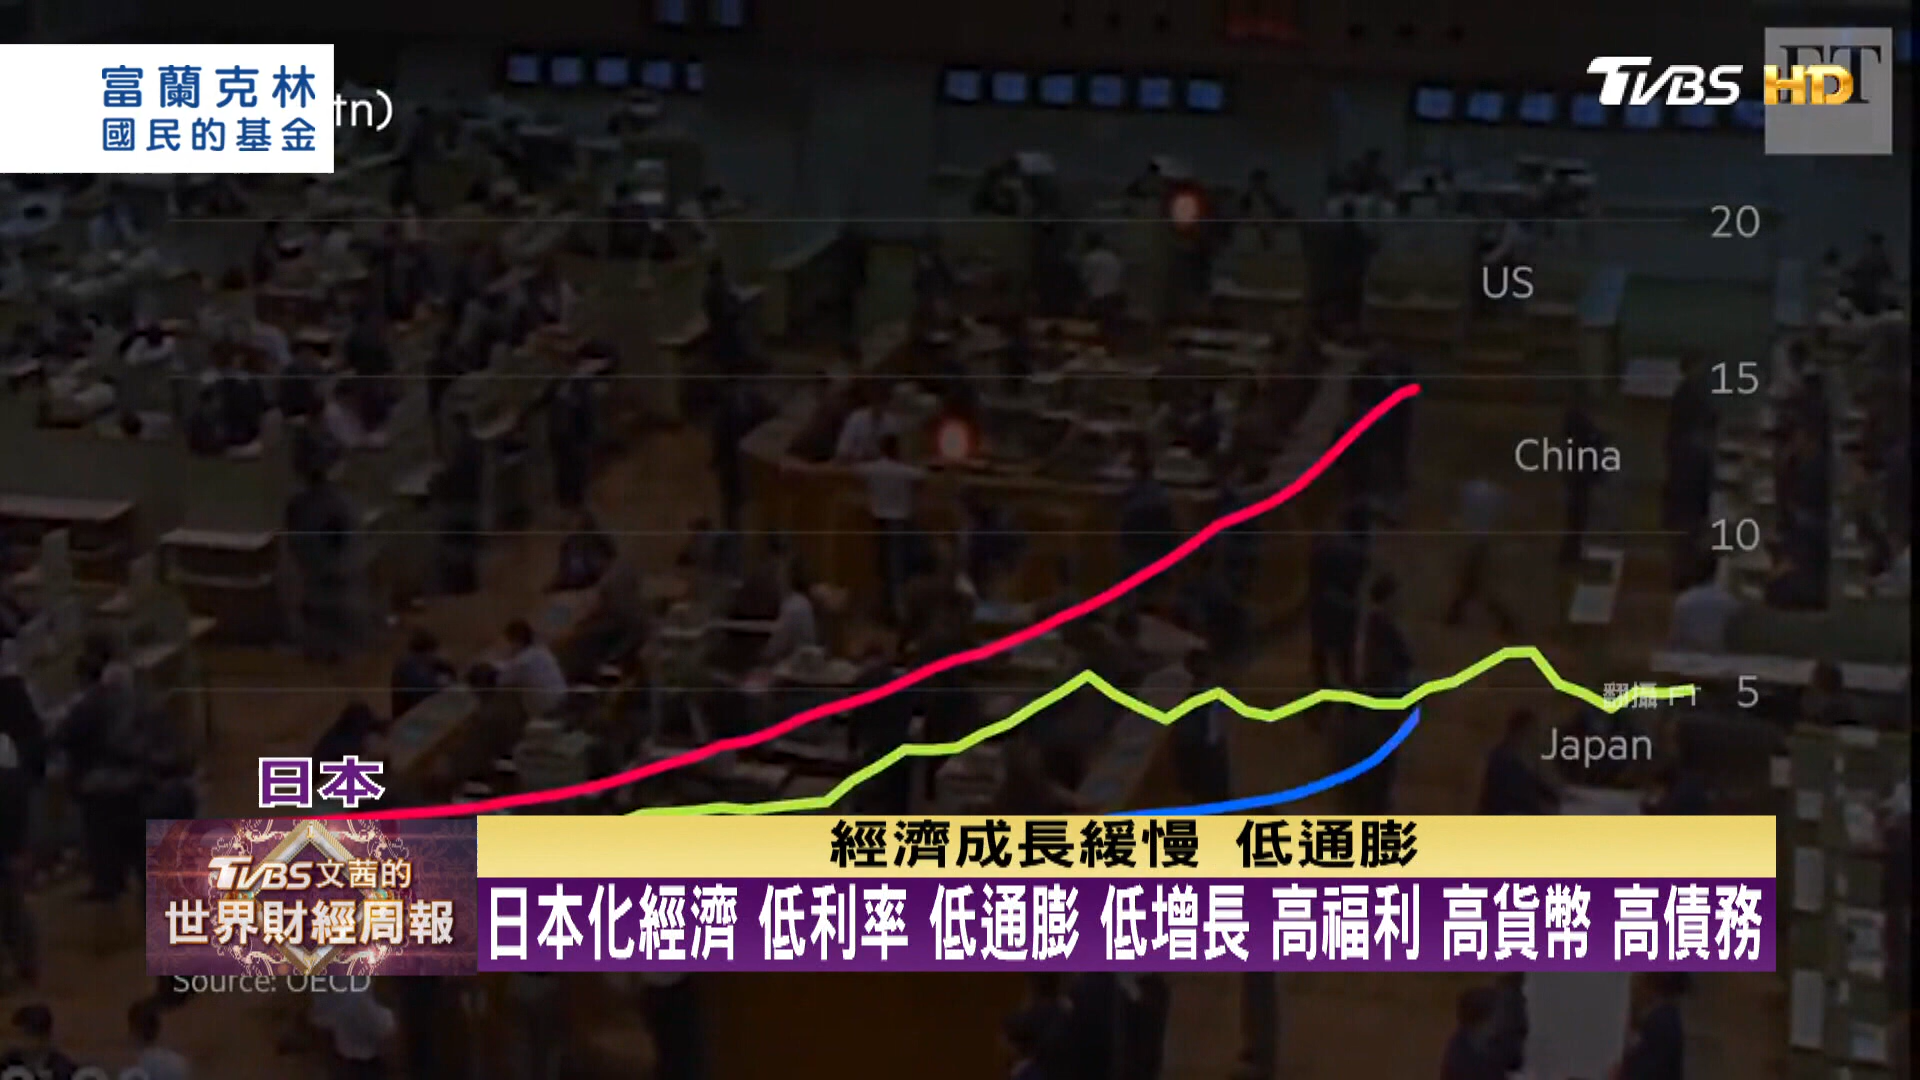 富蘭克林
國民的基金
tn)
TVBS HD
FT
20
US
15
China
10
翻攝 FT
5
Japan
日本
TVBS文茜的
世界財經周報
經濟成長緩慢 低通膨
日本化經濟 低利率 低通膨 低增長 高福利 高貨幣 高債務
Source: OECD